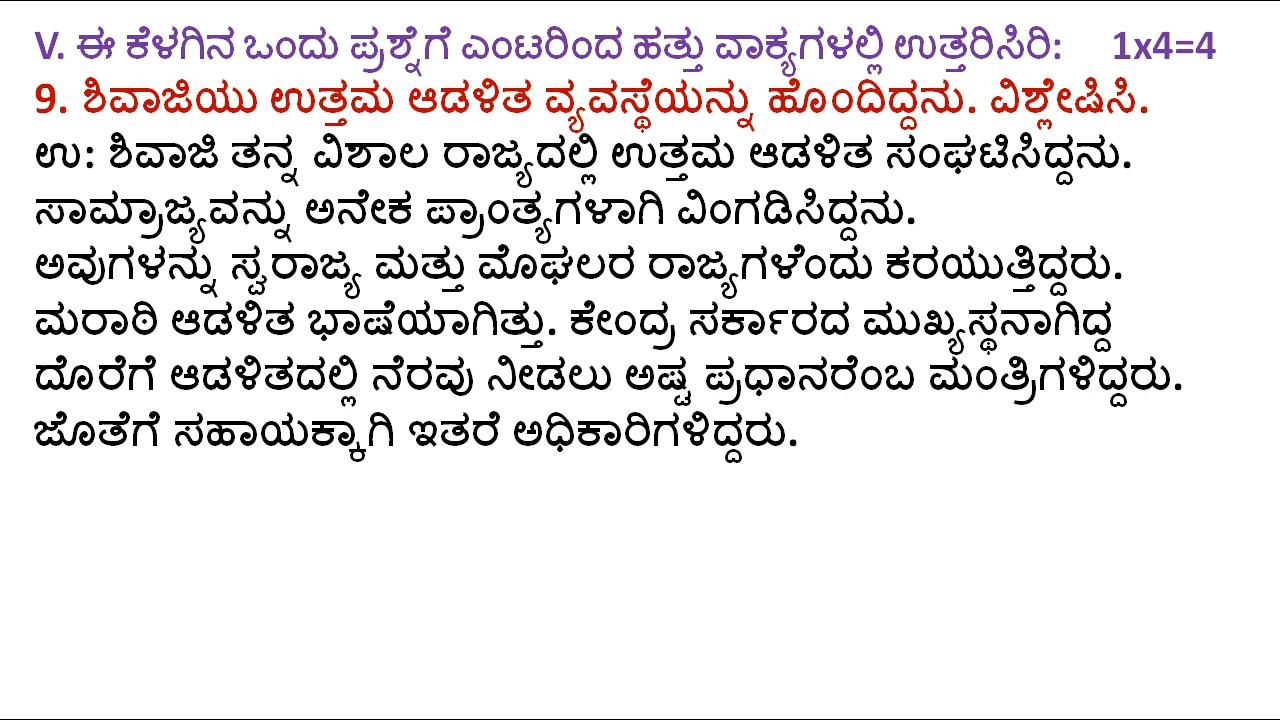 V. ಈ ಕೆಳಗಿನ ಒಂದು ಪ್ರಶ್ನೆಗೆ ಎಂಟರಿಂದ ಹತ್ತು ವಾಕ್ಯಗಳಲ್ಲಿ ಉತ್ತರಿಸಿರಿ: 1x4=4
9. ಶಿವಾಜಿಯು ಉತ್ತಮ ಆಡಳಿತ ವ್ಯವಸ್ಥೆಯನ್ನು ಹೊಂದಿದ್ದನು. ವಿಶ್ಲೇಷಿಸಿ.
ಉ: ಶಿವಾಜಿ ತನ್ನ ವಿಶಾಲ ರಾಜ್ಯದಲ್ಲಿ ಉತ್ತಮ ಆಡಳಿತ ಸಂಘಟಿಸಿದ್ದನು.
ಸಾಮ್ರಾಜ್ಯವನ್ನು ಅನೇಕ ಪ್ರಾಂತ್ಯಗಳಾಗಿ ವಿಂಗಡಿಸಿದ್ದನು.
ಅವುಗಳನ್ನು ಸ್ವರಾಜ್ಯ ಮತ್ತು ಮೊಘಲರ ರಾಜ್ಯಗಳೆಂದು ಕರಯುತ್ತಿದ್ದರು.
ಮರಾಠಿ ಆಡಳಿತ ಭಾಷೆಯಾಗಿತ್ತು. ಕೇಂದ್ರ ಸರ್ಕಾರದ ಮುಖ್ಯಸ್ಥನಾಗಿದ್ದ
ದೊರೆಗೆ ಆಡಳಿತದಲ್ಲಿ ನೆರವು ನೀಡಲು ಅಷ್ಟ ಪ್ರಧಾನರೆಂಬ ಮಂತ್ರಿಗಳಿದ್ದರು.
ಜೊತೆಗೆ ಸಹಾಯಕ್ಕಾಗಿ ಇತರೆ ಅಧಿಕಾರಿಗಳಿದ್ದರು.